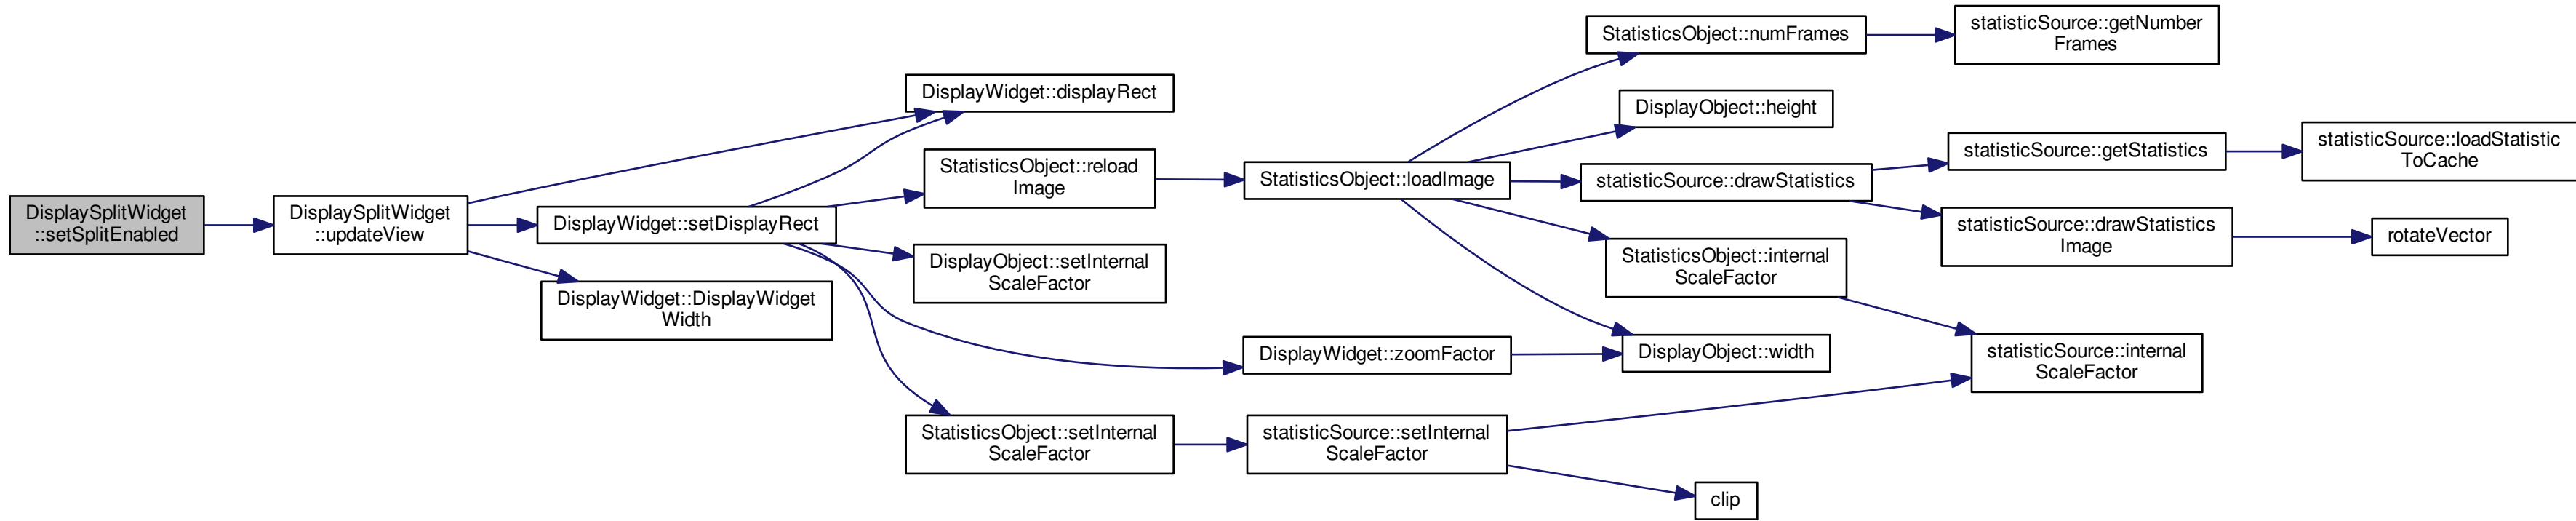 DisplaySplitWidget
::setSplitEnabled
DisplaySplitWidget
::updateView
DisplayWidget::displayRect
DisplayWidget::setDisplayRect
DisplayWidget::DisplayWidget
Width
StatisticsObject::reload
Image
DisplayObject::setInternal
ScaleFactor
StatisticsObject::setInternal
ScaleFactor
StatisticsObject::loadImage
DisplayWidget::zoomFactor
statisticSource::setInternal
ScaleFactor
StatisticsObject::numFrames
DisplayObject::height
statisticSource::drawStatistics
StatisticsObject::internal
ScaleFactor
DisplayObject::width
clip
statisticSource::getNumber
Frames
statisticSource::getStatistics
statisticSource::drawStatistics
Image
statisticSource::internal
ScaleFactor
statisticSource::loadStatistic
ToCache
rotateVector